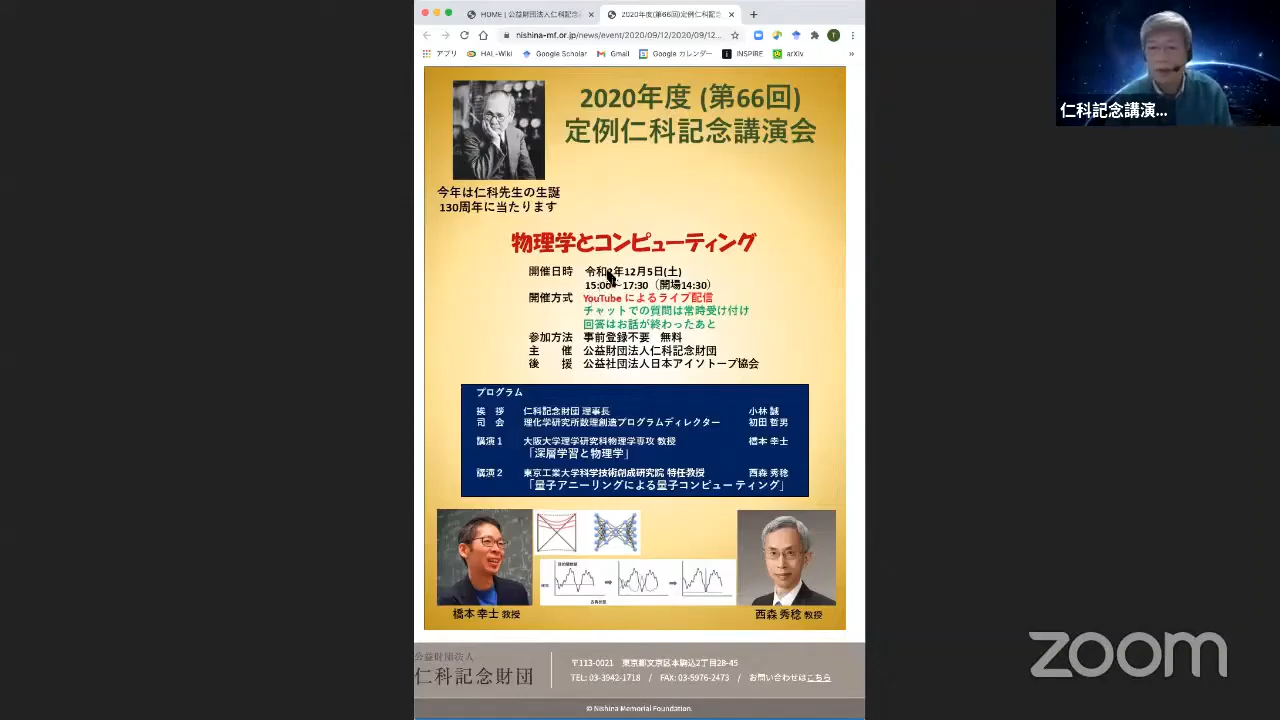 HOME | 公益財団法人仁科記念
2020年度(第66回)定例仁科記
nishina-mf.or.jp/news/event/2020/09/12/2020/09/12...
アプリ HAL-Wiki Google Scholar Gmail Google カレンダー INSPIRE arXiv »
仁科記念講演...
2020年度 (第66回)
定例仁科記念講演会
今年は仁科先生の生誕
130周年に当たります
物理学とコンピューティング
開催日時 令和2年12月5日(土)
15:00～17:30（開場14:30）
開催方式 YouTube によるライブ配信
チャットでの質問は常時受け付け
回答はお話が終わったあと
参加方法 事前登録不要 無料
主 催 公益財団法人仁科記念財団
後 援 公益社団法人日本アイソトープ協会
プログラム
挨 拶 仁科記念財団 理事長 小林 誠
司 会 理化学研究所数理創造プログラムディレクター 初田 哲男
講演１ 大阪大学理学研究科物理学専攻 教授 橋本 幸士
「深層学習と物理学」
講演２ 東京工業大学科学技術創成研究院 特任教授 西森 秀稔
「量子アニーリングによる量子コンピューティング」
橋本 幸士 教授
西森 秀稔 教授
公益財団法人
仁科記念財団
〒113-0021 東京都文京区本駒込2丁目28-45
TEL: 03-3942-1718 / FAX: 03-5976-2473 / お問い合わせはこちら
© Nishina Memorial Foundation.
zoom